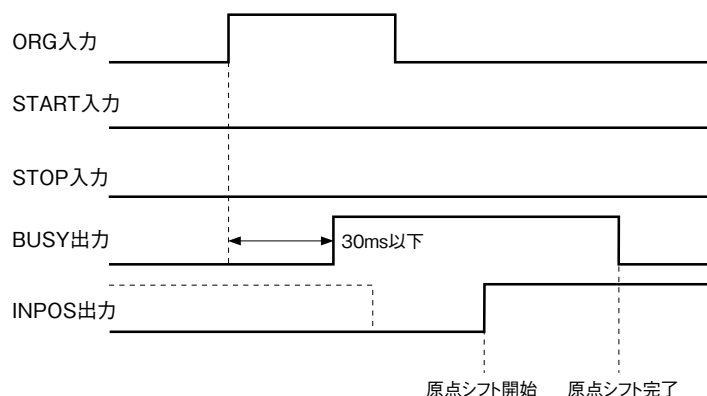 ORG入力
START入力
STOP入力
BUSY出力
30ms以下
INPOS出力
原点シフト開始
原点シフト完了